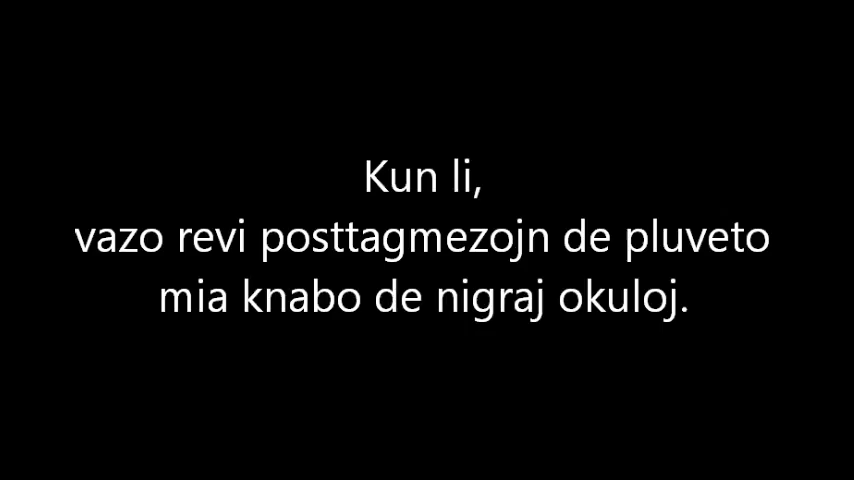 Kun li,
vazo revi posttagmezojn de pluveto
mia knabo de nigraj okuloj.